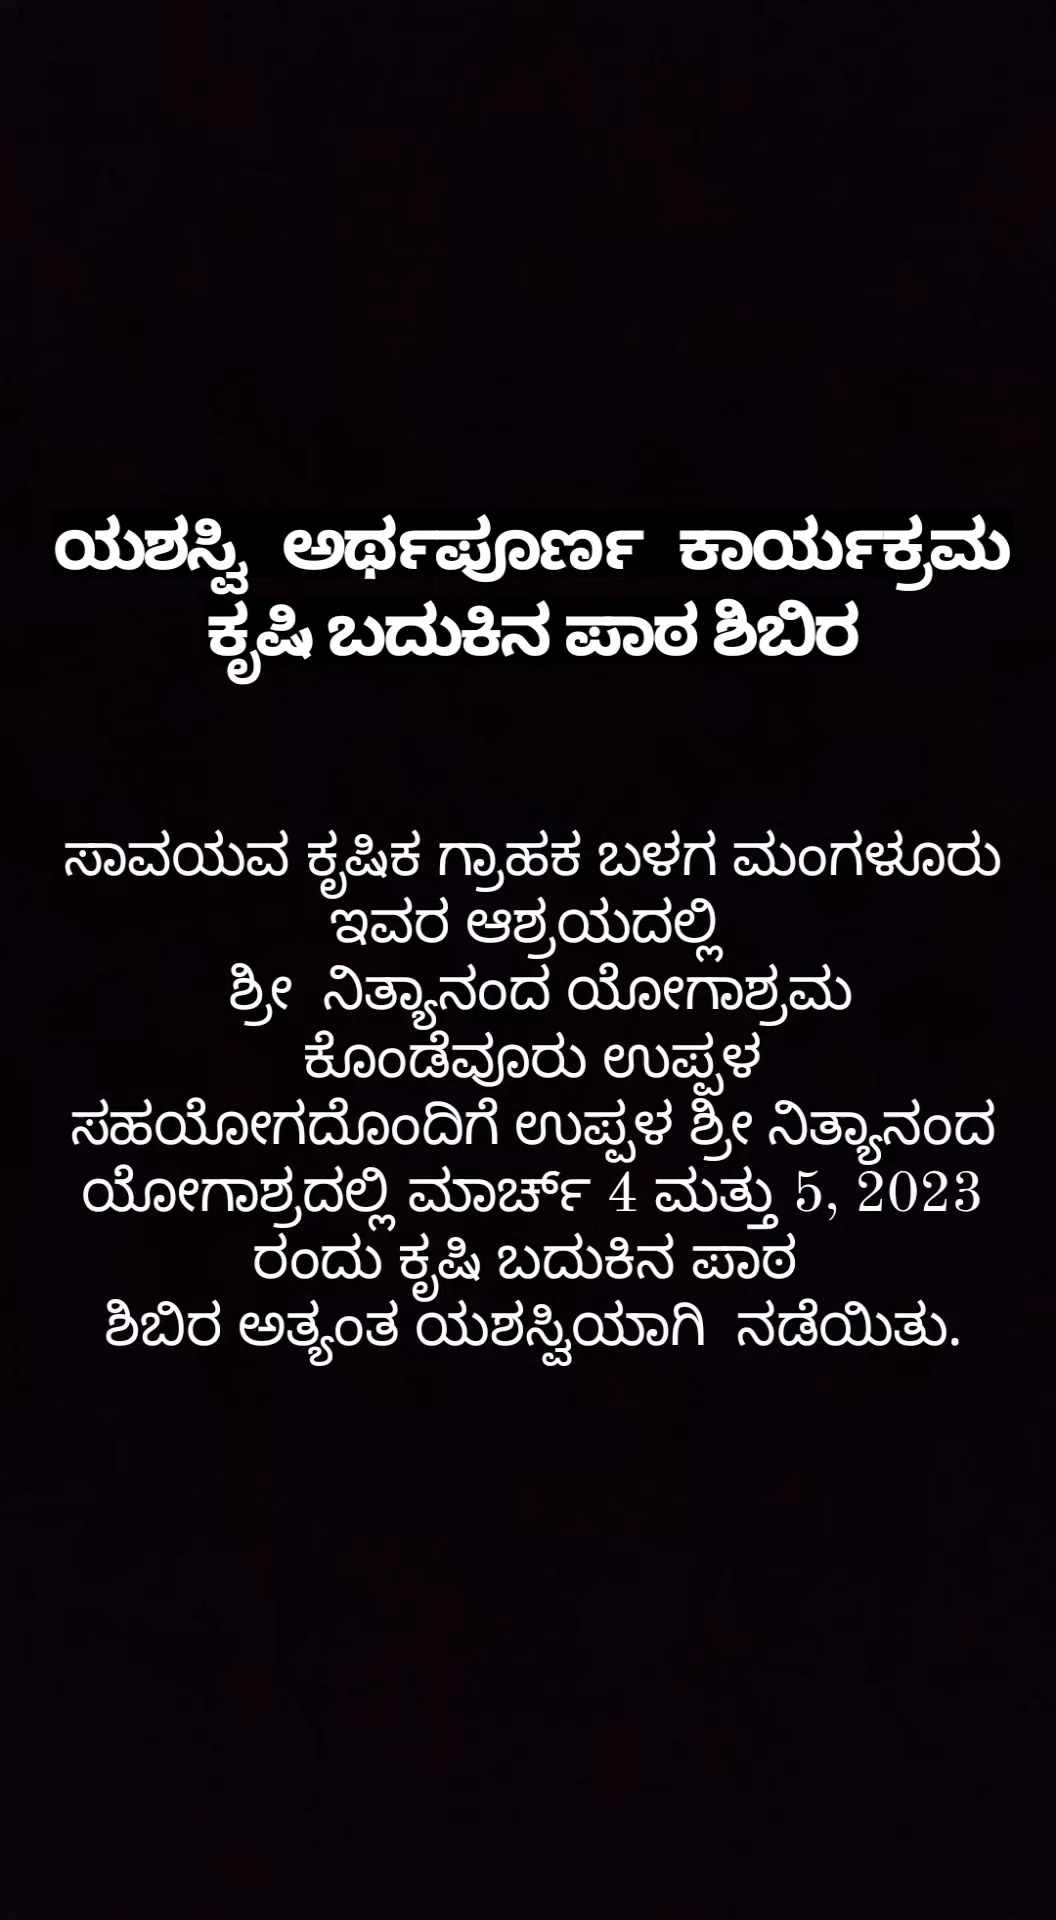 ಯಶಸ್ವಿ ಅರ್ಥಪೂರ್ಣ ಕಾರ್ಯಕ್ರಮ
ಕೃಷಿ ಬದುಕಿನ ಪಾಠ ಶಿಬಿರ
ಸಾವಯವ ಕೃಷಿಕ ಗ್ರಾಹಕ ಬಳಗ ಮಂಗಳೂರು
ಇವರ ಆಶ್ರಯದಲ್ಲಿ
ಶ್ರೀ ನಿತ್ಯಾನಂದ ಯೋಗಾಶ್ರಮ
ಕೊಂಡೆವೂರು ಉಪ್ಪಳ
ಸಹಯೋಗದೊಂದಿಗೆ ಉಪ್ಪಳ ಶ್ರೀ ನಿತ್ಯಾನಂದ
ಯೋಗಾಶ್ರದಲ್ಲಿ ಮಾರ್ಚ್ 4 ಮತ್ತು 5, 2023
ರಂದು ಕೃಷಿ ಬದುಕಿನ ಪಾಠ
ಶಿಬಿರ ಅತ್ಯಂತ ಯಶಸ್ವಿಯಾಗಿ ನಡೆಯಿತು.